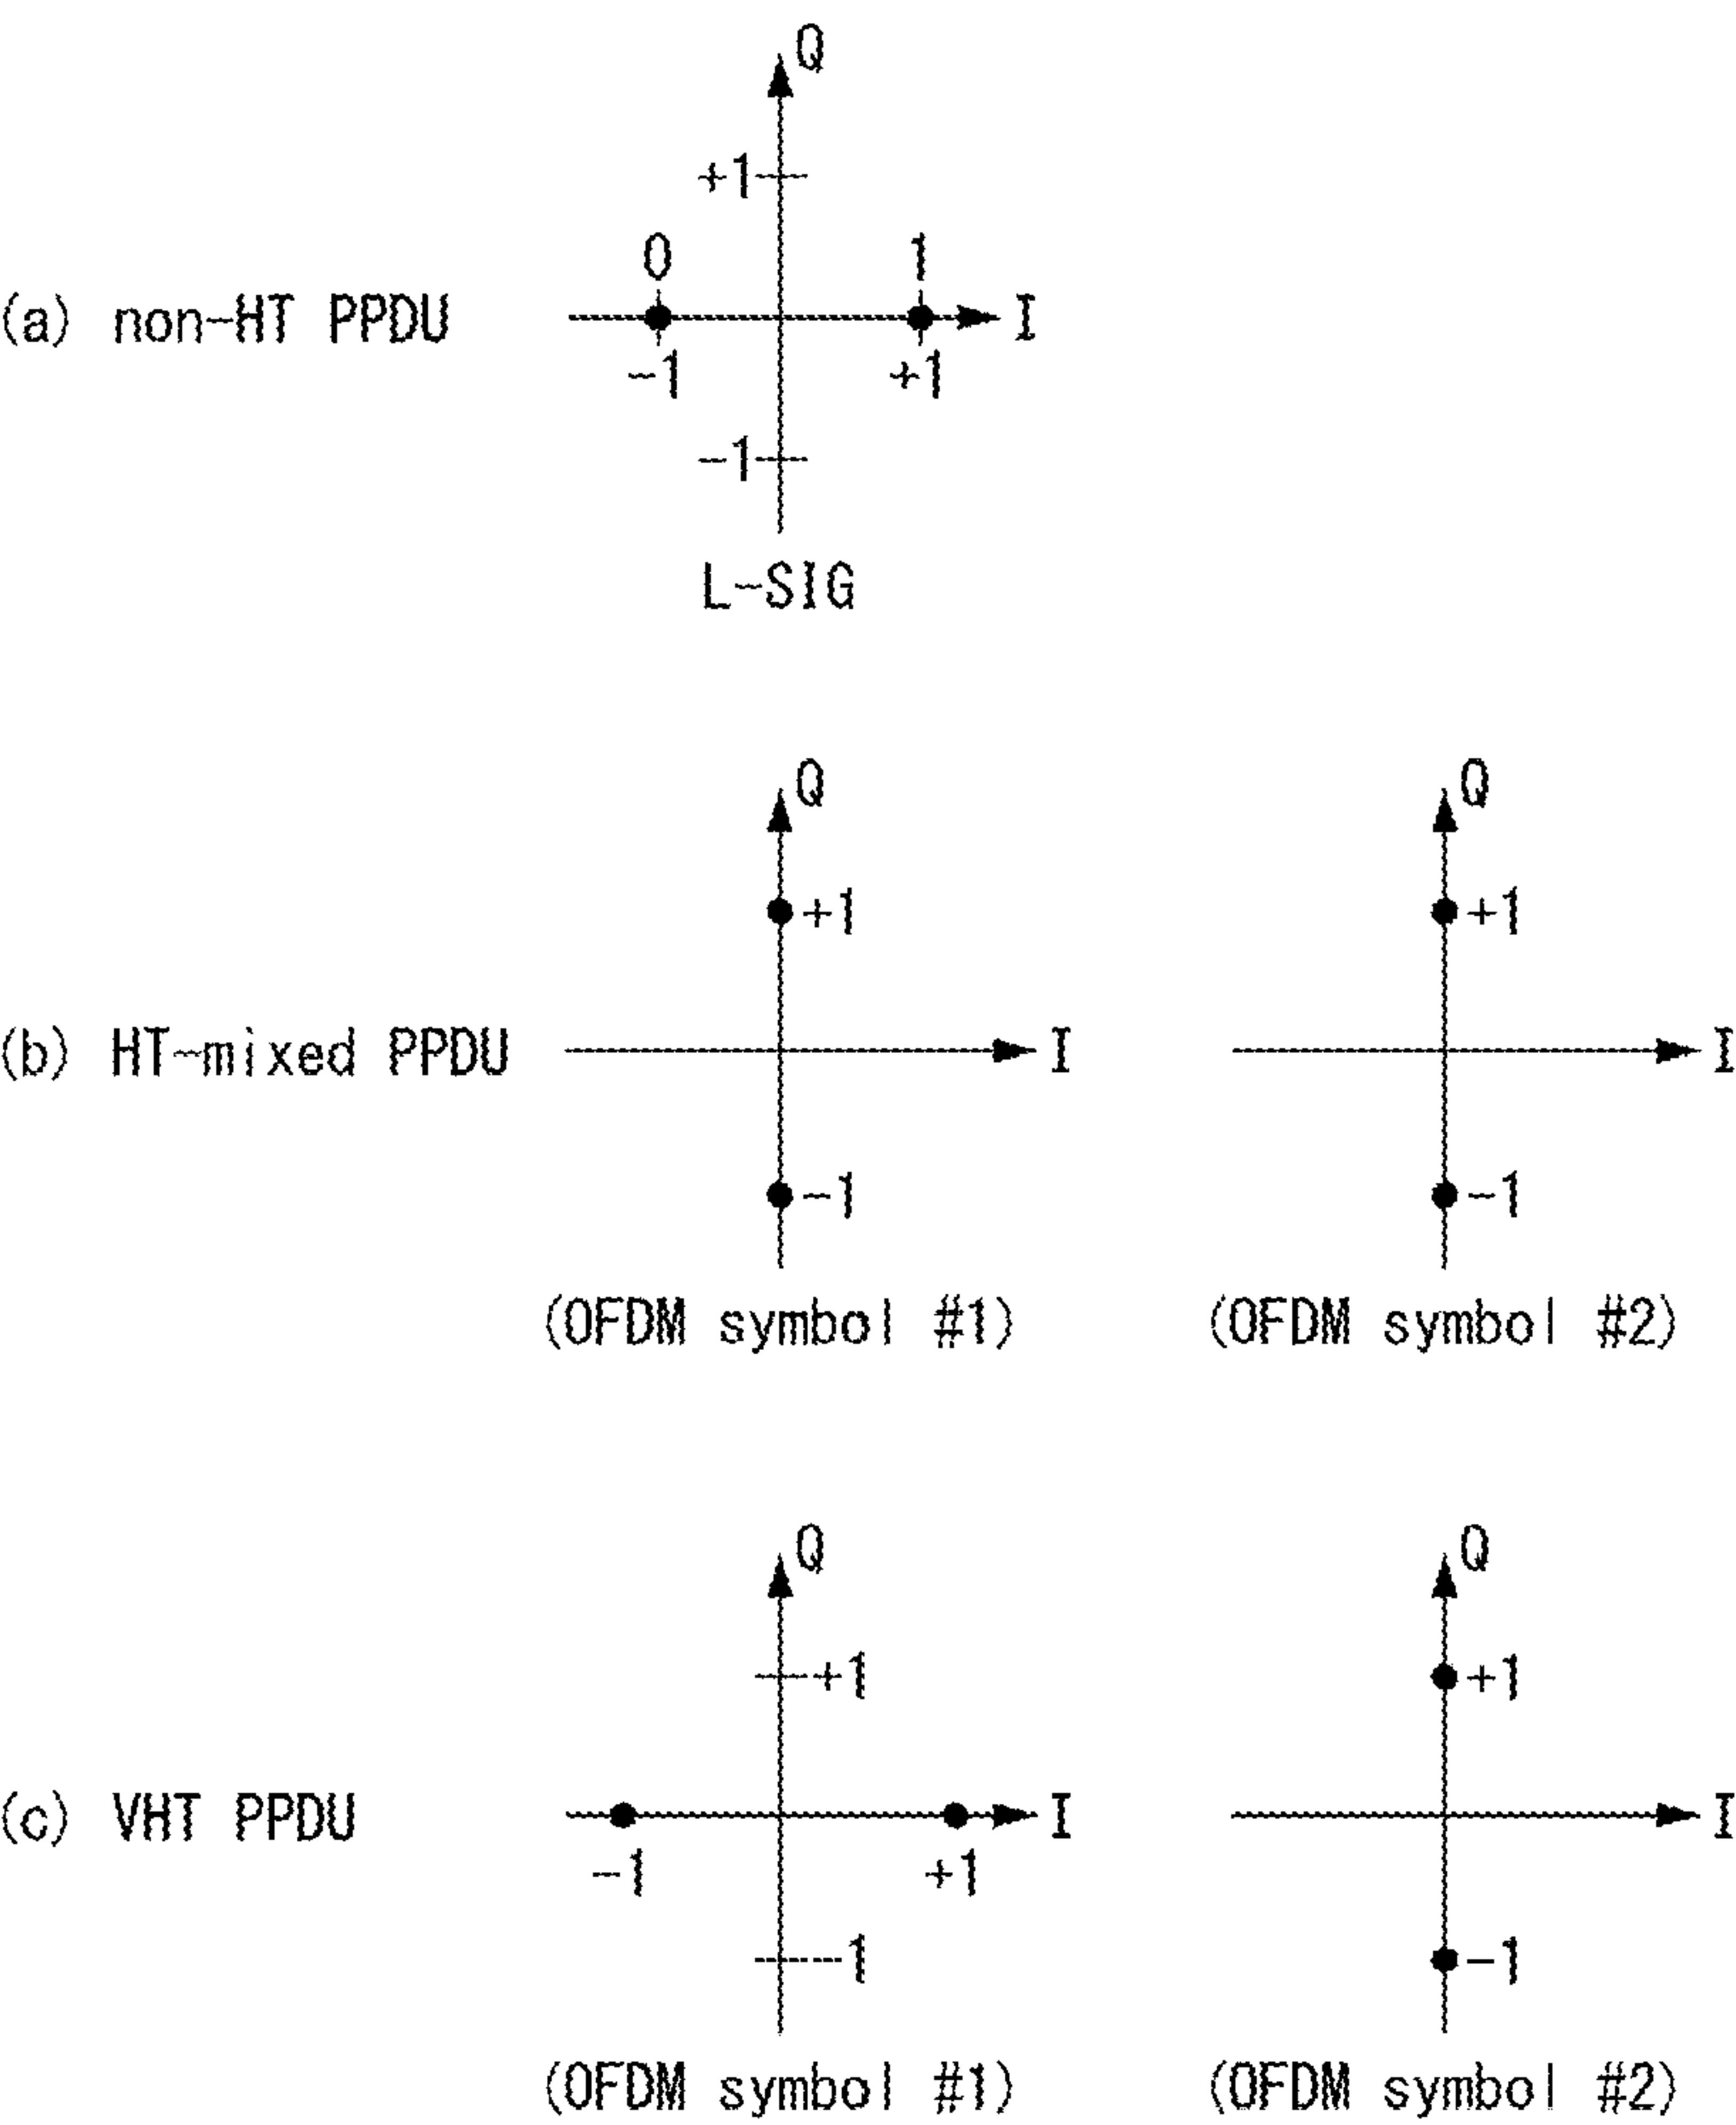 Q
+1
0 1
(a) non-HT PPDU I
-1 +1
-1
L-SIG
Q Q
+1 +1
(b) HT-mixed PPDU I I
-1 -1
(OFDM symbol #1) (OFDM symbol #2)
Q Q
+1 +1
(c) VHT PPDU I I
-1 +1
-1 -1
(OFDM symbol #1) (OFDM symbol #2)